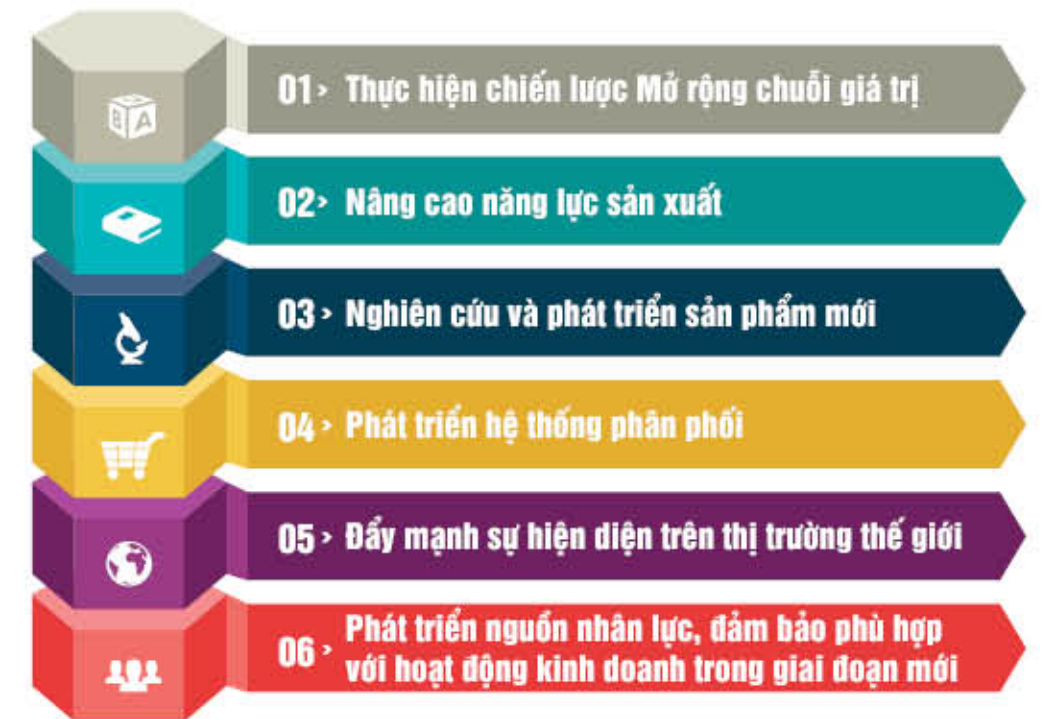 B A
01 > Thực hiện chiến lược Mở rộng chuỗi giá trị
02 > Nâng cao năng lực sản xuất
03 > Nghiên cứu và phát triển sản phẩm mới
04 > Phát triển hệ thống phân phối
05 > Đẩy mạnh sự hiện diện trên thị trường thế giới
06 > Phát triển nguồn nhân lực, đảm bảo phù hợp
với hoạt động kinh doanh trong giai đoạn mới